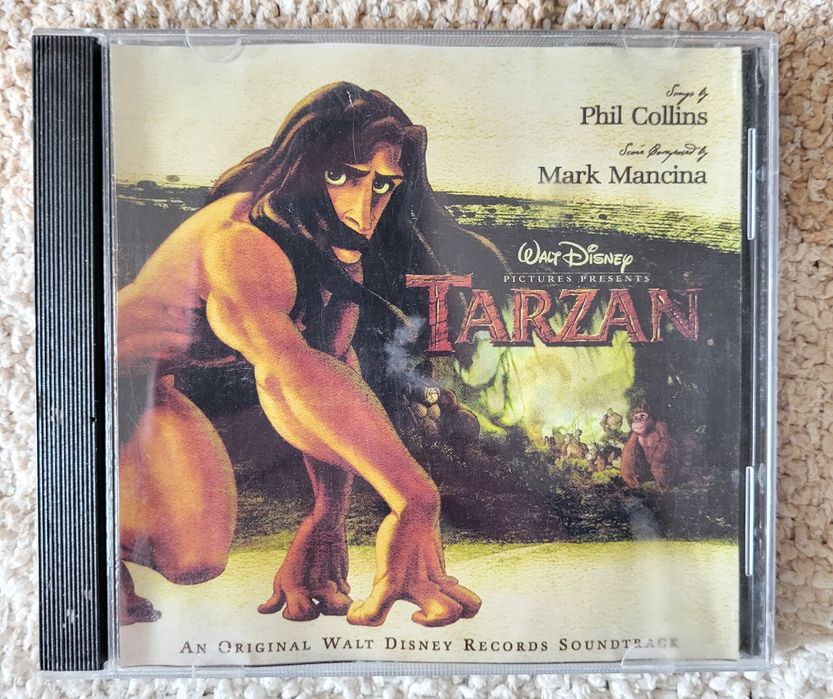 Songs by
Phil Collins
Score Composed by
Mark Mancina
WALT DISNEY
PICTURES PRESENTS
TARZAN
AN ORIGINAL WALT DISNEY RECORDS SOUNDTRACK